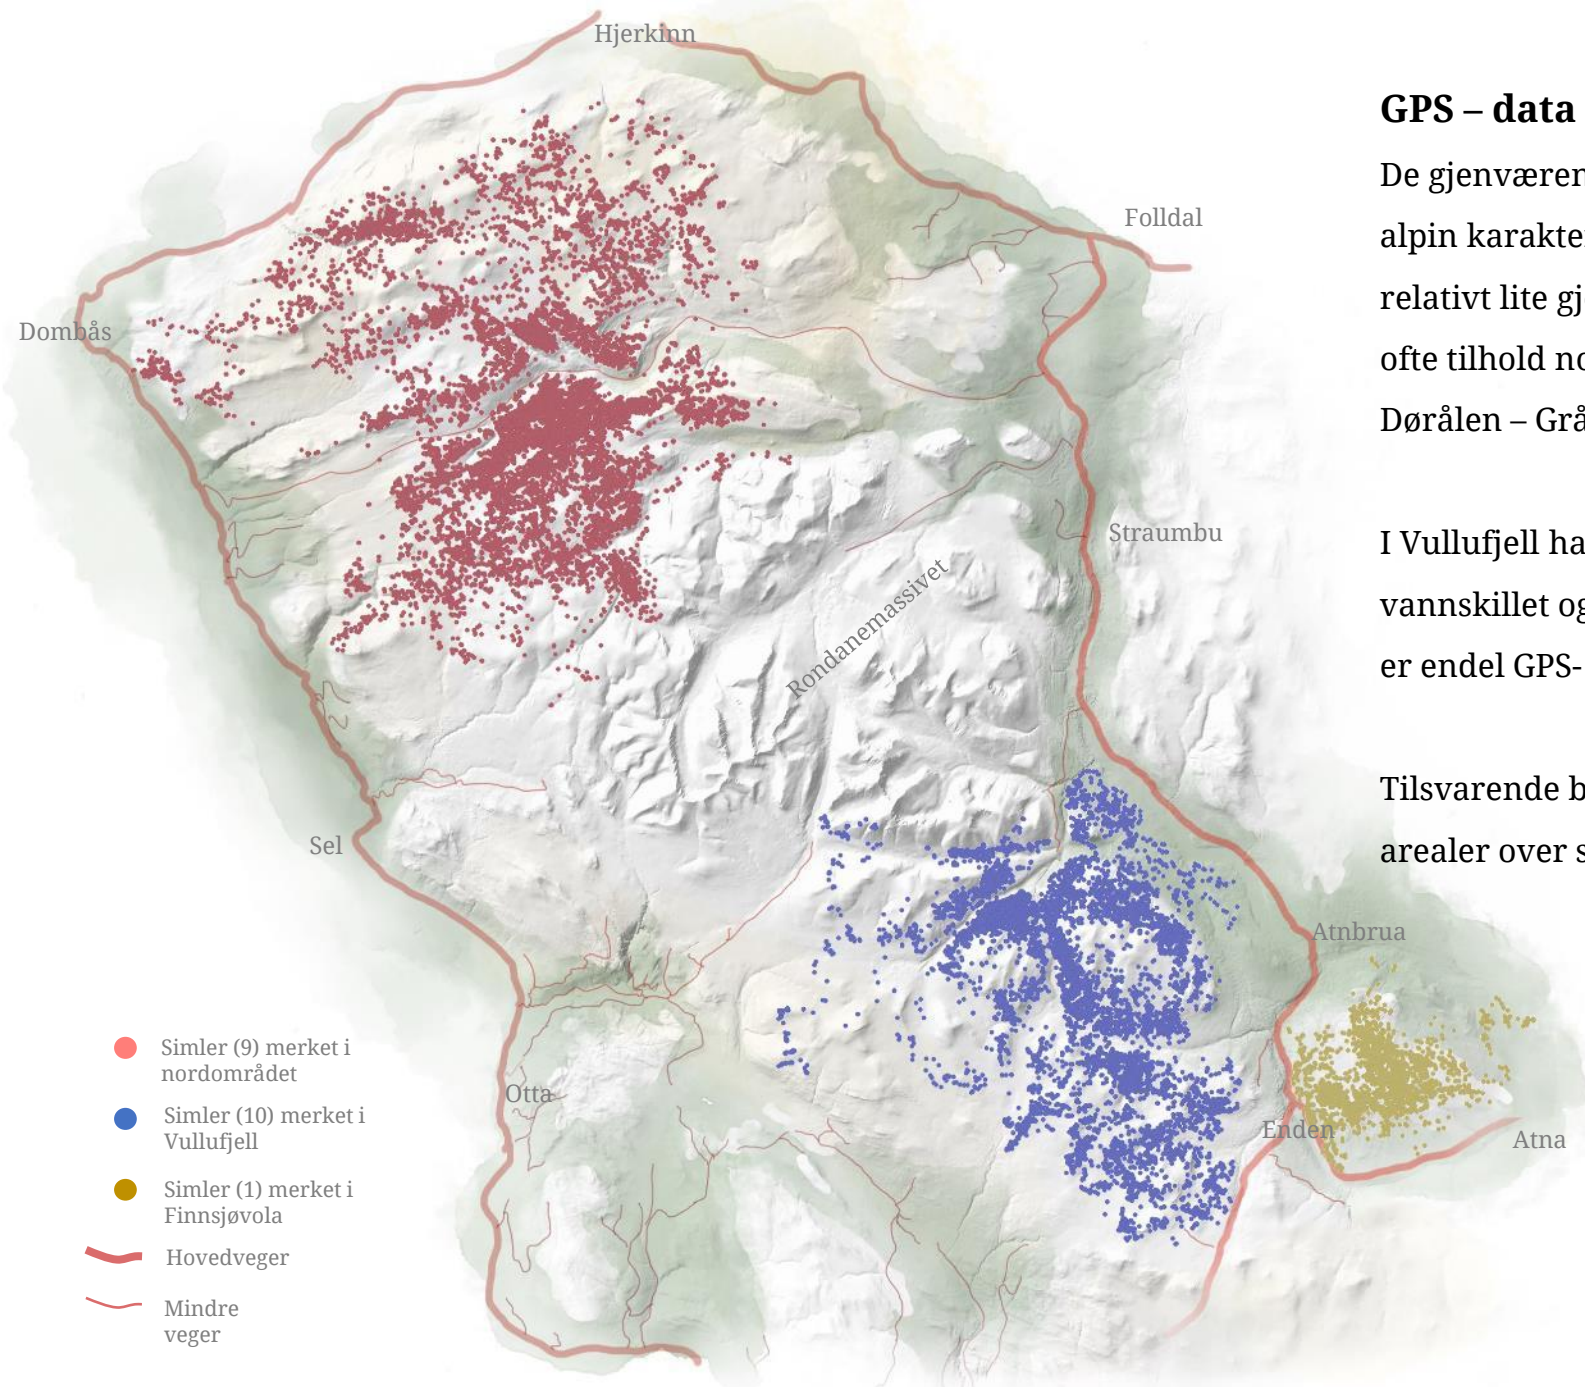 Hjerkinn
Folldal
Dombås
Straumbu
Rondanemassivet
Sel
Atnbrua
Otta
Enden
Atna
Simler (9) merket i
nordområdet
Simler (10) merket i
Vullufjell
Simler (1) merket i
Finnsjøvola
Hovedveger
Mindre
veger
GPS – data
De gjenværen
alpin karakte
relativt lite gj
ofte tilhold no
Dørålen – Grå
I Vullufjell ha
vannskillet og
er endel GPS-
Tilsvarende b
arealer over s